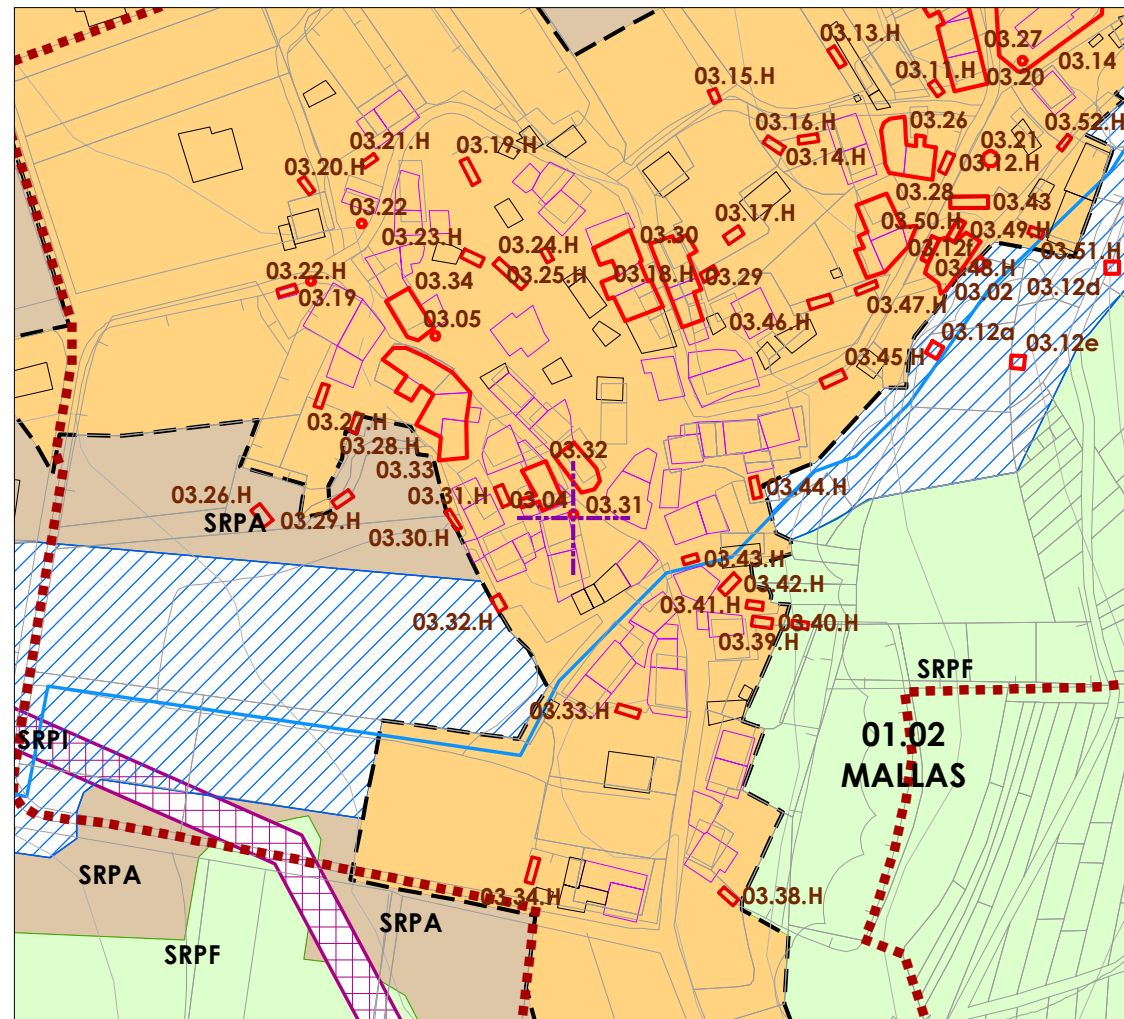 03.13.H
03.27
03.14
03.15.H
03.11.H
03.20
03.16.H
03.26
03.52.H
03.21
03.21.H
03.19.H
03.14.H
03.12.H
03.20.H
03.22
03.28
03.43
03.17.H
03.50.H
03.49.H
03.23.H
03.24.H
03.30
03.12f
03.51.H
03.22.H
03.34
03.25.H
03.18.H
03.29
03.48.H
03.19
03.02
03.12d
03.05
03.46.H
03.47.H
03.12a
03.12e
03.45.H
03.27.H
03.28.H
03.32
03.33
03.26.H
03.31.H
03.04
03.31
03.44.H
SRPA
03.29.H
03.30.H
03.43.H
03.42.H
03.41.H
03.32.H
03.40.H
03.39.H
SRPF
03.33.H
SRPI
01.02
MALLAS
SRPA
03.34.H
03.38.H
SRPA
SRPF